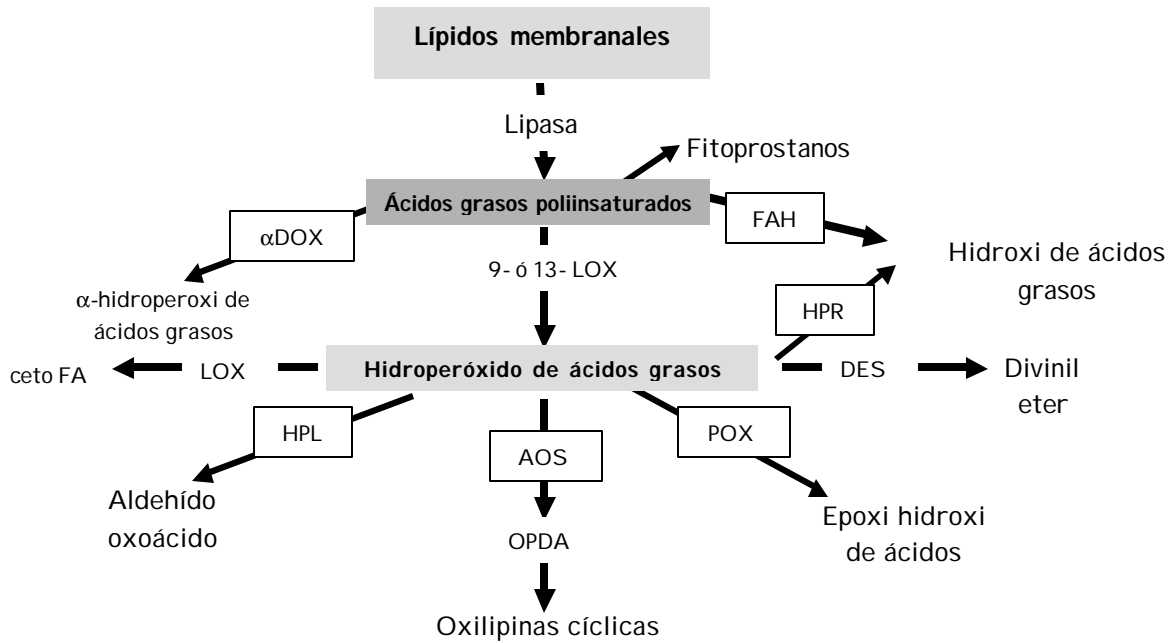 Lípidos membranales
Lipasa
Fitoprostanos
Ácidos grasos poliinsaturados
FAH
αDOX
9- ó 13- LOX
Hidroxi de ácidos
grasos
α-hidroperoxi de
ácidos grasos
HPR
ceto FA
LOX
Hidroperóxido de ácidos grasos
DES
Divinil
eter
HPL
AOS
POX
Aldehído
oxoácido
OPDA
Epoxi hidroxi
de ácidos
Oxilipinas cíclicas